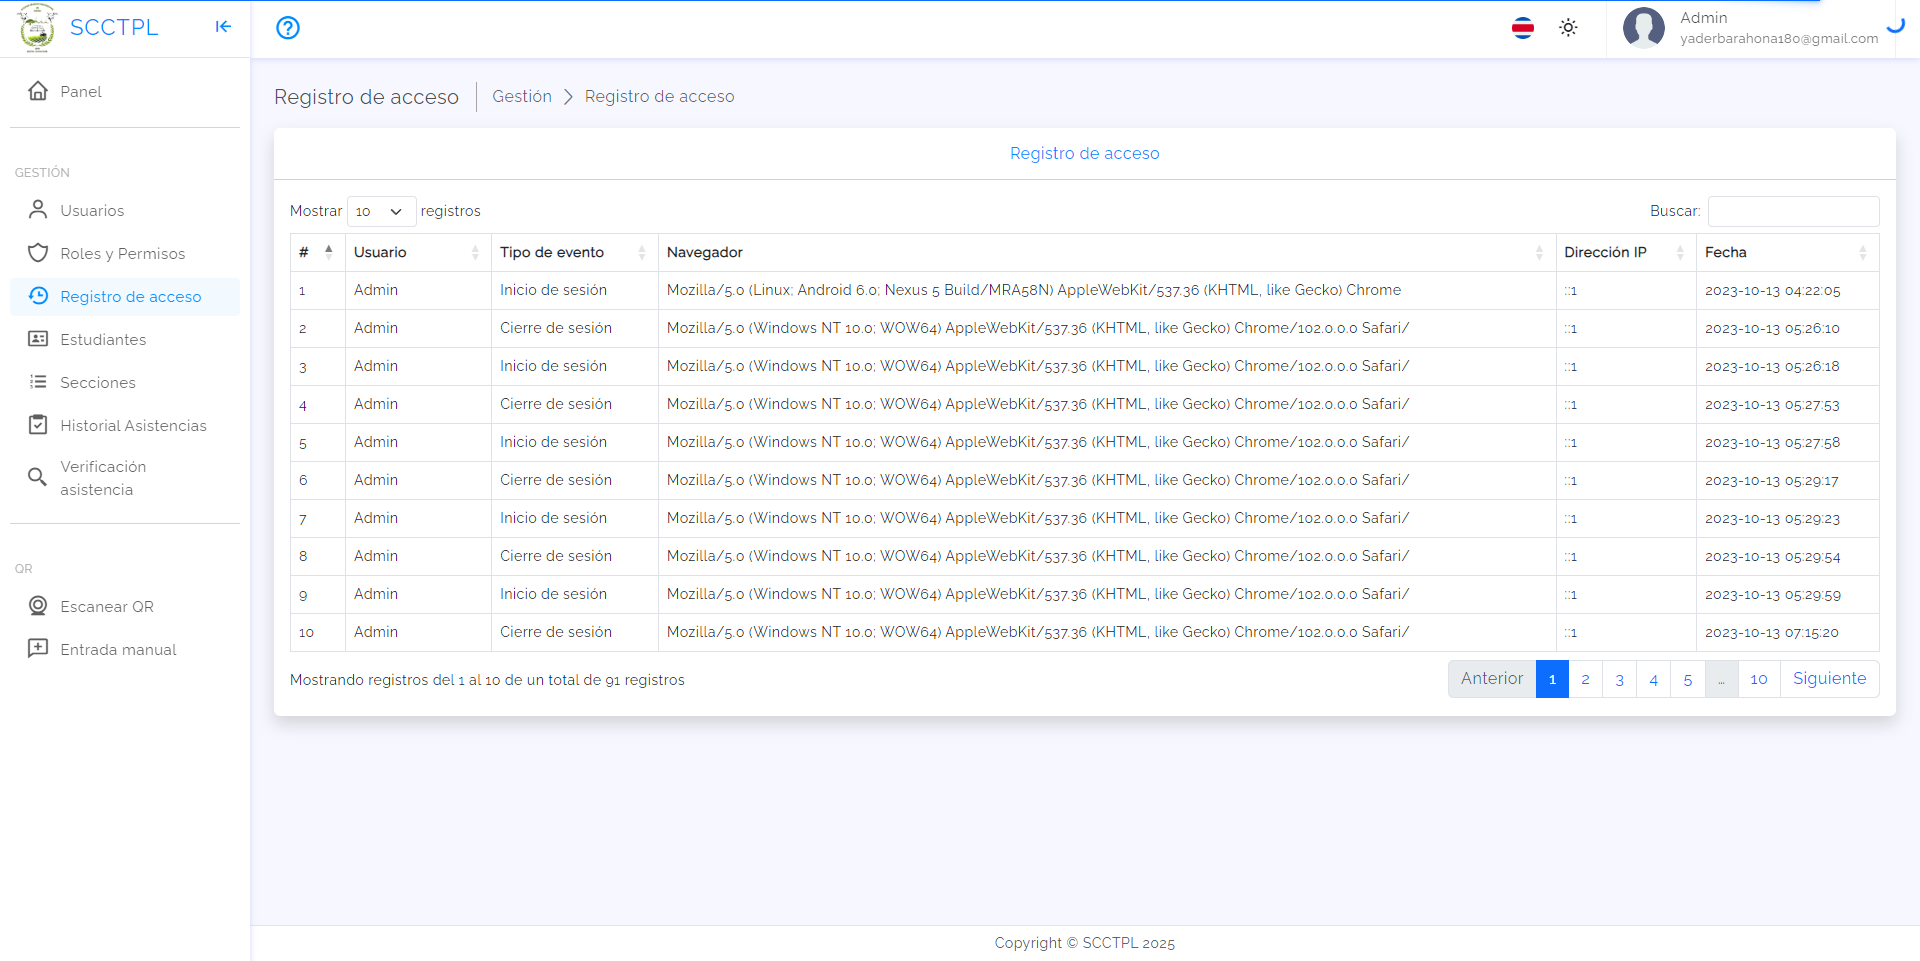 SCCTPL
Admin
yaderbarahona180@gmail.com
Panel
GESTIÓN
Usuarios
Roles y Permisos
Registro de acceso
Estudiantes
Secciones
Historial Asistencias
Verificación
asistencia
QR
Escanear QR
Entrada manual
Registro de acceso Gestión Registro de acceso
Registro de acceso
Mostrar 10 registros Buscar:
# Usuario Tipo de evento Navegador Dirección IP Fecha
1 Admin Inicio de sesión Mozilla/5.0 (Linux; Android 6.0; Nexus 5 Build/MRA58N) AppleWebKit/537.36 (KHTML, like Gecko) Chrome ::1 2023-10-13 04:22:05
2 Admin Cierre de sesión Mozilla/5.0 (Windows NT 10.0; WOW64) AppleWebKit/537.36 (KHTML, like Gecko) Chrome/102.0.0.0 Safari/ ::1 2023-10-13 05:26:10
3 Admin Inicio de sesión Mozilla/5.0 (Windows NT 10.0; WOW64) AppleWebKit/537.36 (KHTML, like Gecko) Chrome/102.0.0.0 Safari/ ::1 2023-10-13 05:26:18
4 Admin Cierre de sesión Mozilla/5.0 (Windows NT 10.0; WOW64) AppleWebKit/537.36 (KHTML, like Gecko) Chrome/102.0.0.0 Safari/ ::1 2023-10-13 05:27:53
5 Admin Inicio de sesión Mozilla/5.0 (Windows NT 10.0; WOW64) AppleWebKit/537.36 (KHTML, like Gecko) Chrome/102.0.0.0 Safari/ ::1 2023-10-13 05:27:58
6 Admin Cierre de sesión Mozilla/5.0 (Windows NT 10.0; WOW64) AppleWebKit/537.36 (KHTML, like Gecko) Chrome/102.0.0.0 Safari/ ::1 2023-10-13 05:29:17
7 Admin Inicio de sesión Mozilla/5.0 (Windows NT 10.0; WOW64) AppleWebKit/537.36 (KHTML, like Gecko) Chrome/102.0.0.0 Safari/ ::1 2023-10-13 05:29:23
8 Admin Cierre de sesión Mozilla/5.0 (Windows NT 10.0; WOW64) AppleWebKit/537.36 (KHTML, like Gecko) Chrome/102.0.0.0 Safari/ ::1 2023-10-13 05:29:54
9 Admin Inicio de sesión Mozilla/5.0 (Windows NT 10.0; WOW64) AppleWebKit/537.36 (KHTML, like Gecko) Chrome/102.0.0.0 Safari/ ::1 2023-10-13 05:29:59
10 Admin Cierre de sesión Mozilla/5.0 (Windows NT 10.0; WOW64) AppleWebKit/537.36 (KHTML, like Gecko) Chrome/102.0.0.0 Safari/ ::1 2023-10-13 07:15:20
Mostrando registros del 1 al 10 de un total de 91 registros Anterior 1 2 3 4 5 … 10 Siguiente
Copyright © SCCTPL 2025